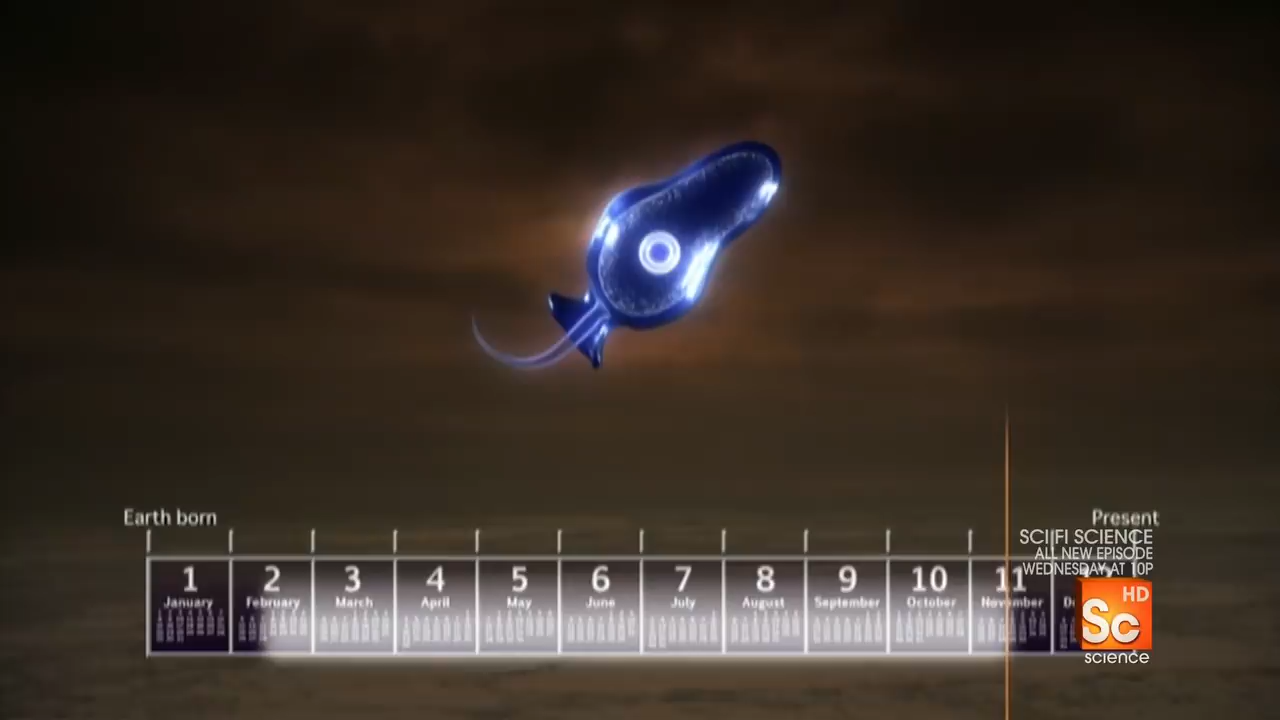 Earth born
Present
SCI FI SCIENCE
ALL NEW EPISODE
WEDNESDAY AT 10P
1 2 3 4 5 6 7 8 9 10 11
January February March April May June July August September October November
HD
Sc
science